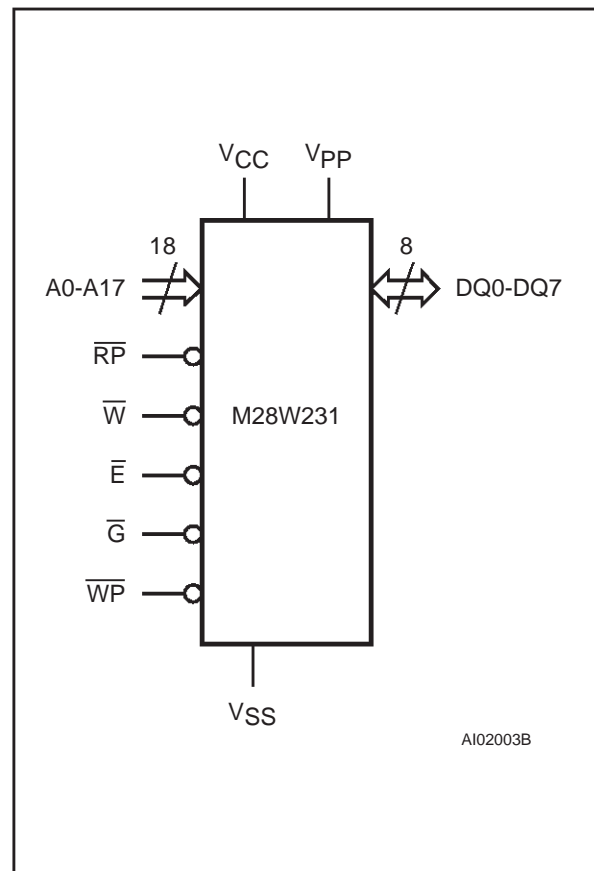 VCC VPP
18 8
A0-A17 DQ0-DQ7
RP
W M28W231
E
G
WP
VSS
AI02003B